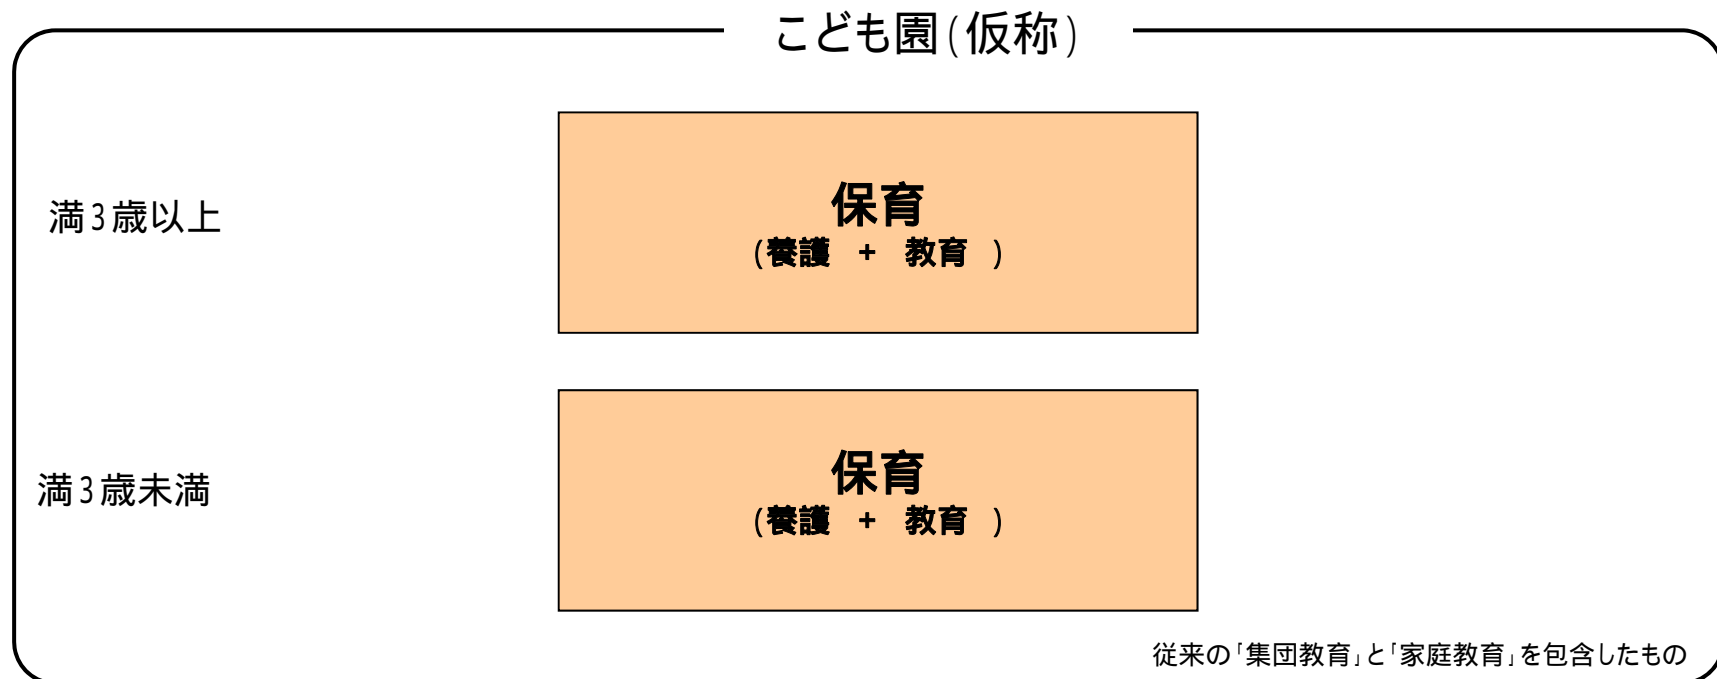 こども園(仮称)
満3歳以上
保育
(養護 + 教育 )
満3歳未満
保育
(養護 + 教育 )
従来の「集団教育」と「家庭教育」を包含したもの